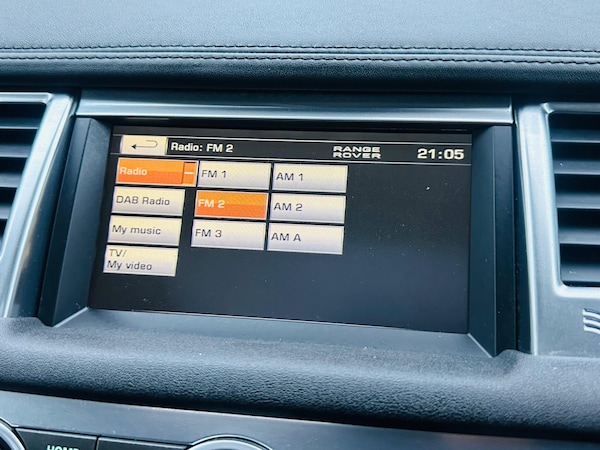 Radio: FM 2
RANGE
ROVER
21:05
Radio
FM 1
AM 1
DAB Radio
FM 2
AM 2
My music
FM 3
AM A
TV/
My video
HOME